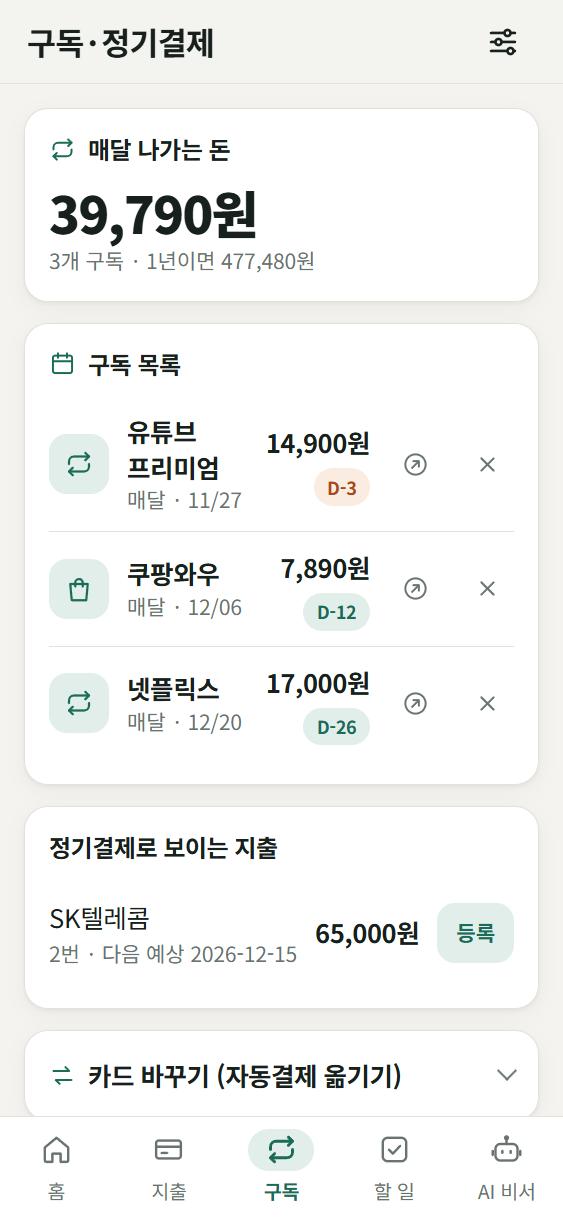 구독·정기결제
매달 나가는 돈
39,790원
3개 구독 · 1년이면 477,480원
구독 목록
유튜브
프리미엄
매달 · 11/27
14,900원
D-3
쿠팡와우
매달 · 12/06
7,890원
D-12
넷플릭스
매달 · 12/20
17,000원
D-26
정기결제로 보이는 지출
SK텔레콤
2번 · 다음 예상 2026-12-15
65,000원
등록
카드 바꾸기 (자동결제 옮기기)
홈
지출
구독
할 일
AI 비서